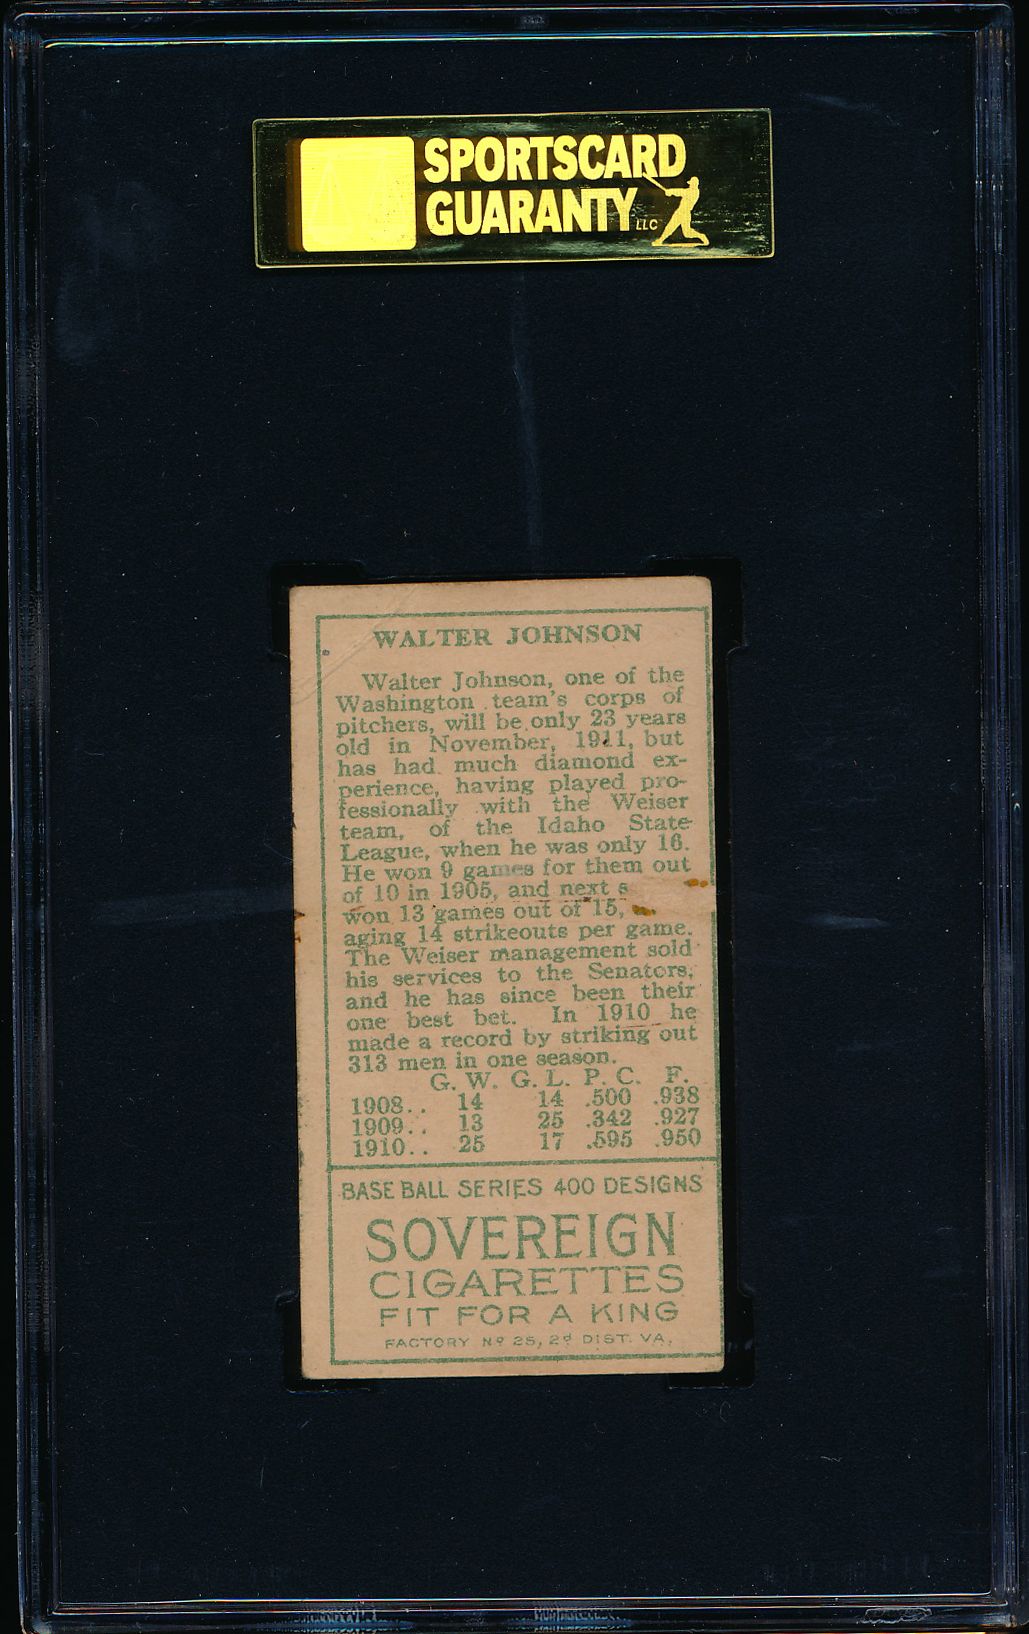 SPORTSCARD
GUARANTY LLC
WALTER JOHNSON
Walter Johnson, one of the
Washington team's corps of
pitchers, will be only 23 years
old in November, 1911, but
has had much diamond ex-
perience, having played pro-
fessionally with the Weiser
team, of the Idaho State
League, when he was only 16.
He won 9 games for them out
of 10 in 1905, and next s
won 13 games out of 15,
aging 14 strikeouts per game.
The Weiser management sold
his services to the Senators,
and he has since been their
one best bet. In 1910 he
made a record by striking out
313 men in one season.
G. W. G. L. P. C. F.
1908.. 14 14 .500 .938
1909.. 13 25 .342 .927
1910.. 25 17 .595 .950
BASE BALL SERIES 400 DESIGNS
SOVEREIGN
CIGARETTES
FIT FOR A KING
FACTORY Nº 25, 2d DIST. VA.